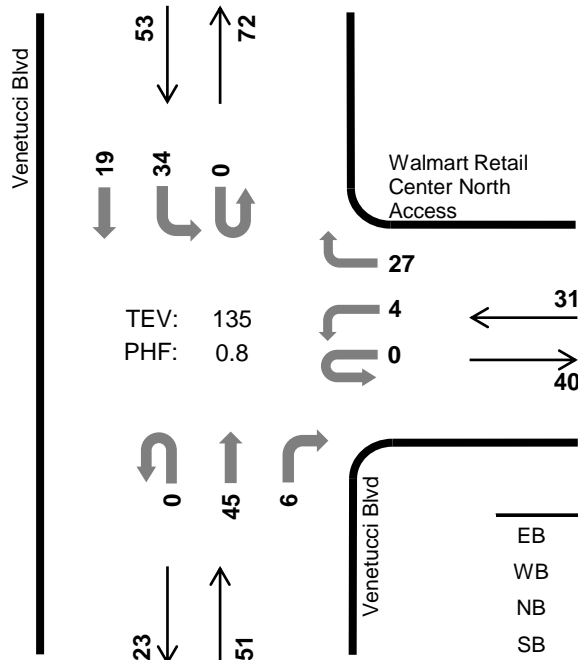 53
72
Venetucci Blvd
19
34
0
Walmart Retail
Center North
Access
27
TEV: 135
4
31
PHF: 0.8
0
40
0
45
6
Venetucci Blvd
EB
WB
NB
SB
23
51